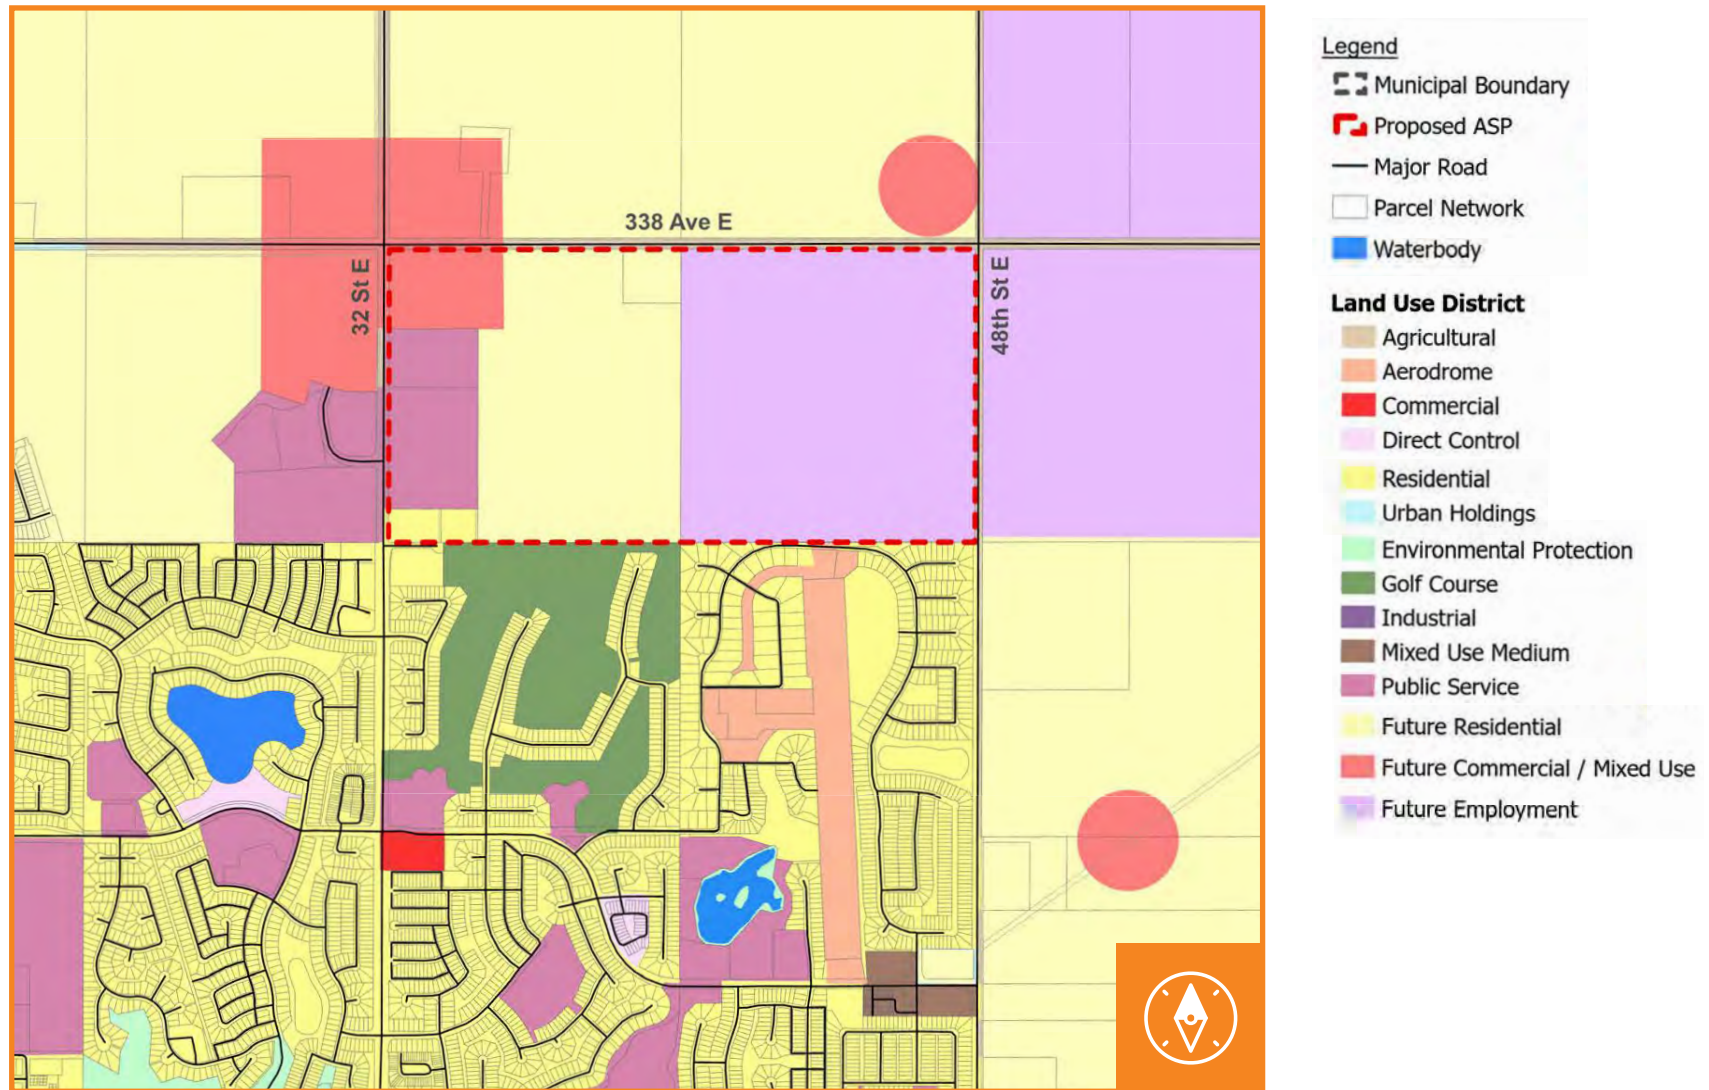 338 Ave E
32 St E
48th St E
Legend
Municipal Boundary
Proposed ASP
Major Road
Parcel Network
Waterbody
Land Use District
Agricultural
Aerodrome
Commercial
Direct Control
Residential
Urban Holdings
Environmental Protection
Golf Course
Industrial
Mixed Use Medium
Public Service
Future Residential
Future Commercial / Mixed Use
Future Employment